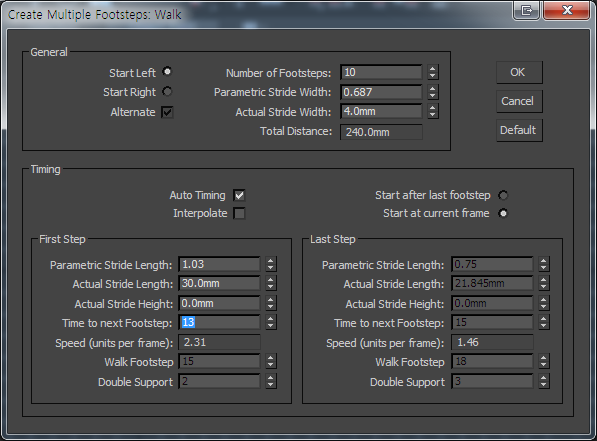 Create Multiple Footsteps: Walk
General
Start Left
Start Right
Alternate
Number of Footsteps: 10
Parametric Stride Width: 0.687
Actual Stride Width: 4.0mm
Total Distance: 240.0mm
OK
Cancel
Default
Timing
Auto Timing
Interpolate
Start after last footstep
Start at current frame
First Step
Parametric Stride Length: 1.03
Actual Stride Length: 30.0mm
Actual Stride Height: 0.0mm
Time to next Footstep: 13
Speed (units per frame): 2.31
Walk Footstep 15
Double Support 2
Last Step
Parametric Stride Length: 0.75
Actual Stride Length: 21.845mm
Actual Stride Height: 0.0mm
Time to next Footstep: 15
Speed (units per frame): 1.46
Walk Footstep 18
Double Support 3